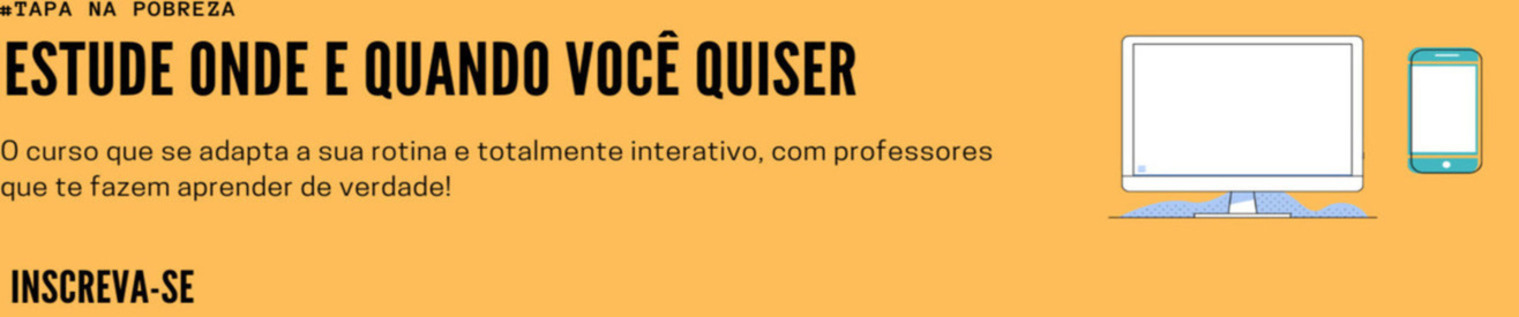 #TAPA NA POBREZA
ESTUDE ONDE E QUANDO VOCÊ QUISER
O curso que se adapta a sua rotina e totalmente interativo, com professores
que te fazem aprender de verdade!
INSCREVA-SE